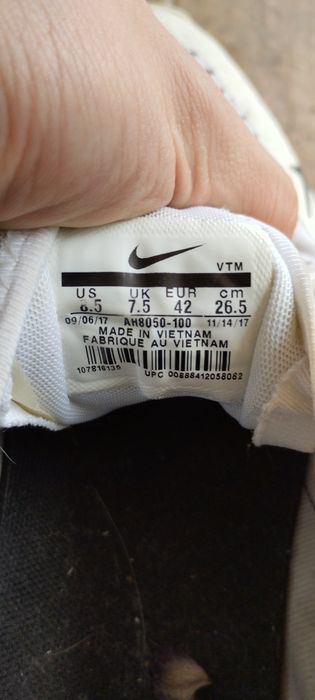 VTM
US UK EUR cm
8.5 7.5 42 26.5
09/06/17 AH8050-100 11/14/17
MADE IN VIETNAM
FABRIQUE AU VIETNAM
107816135 UPC 00888412058062